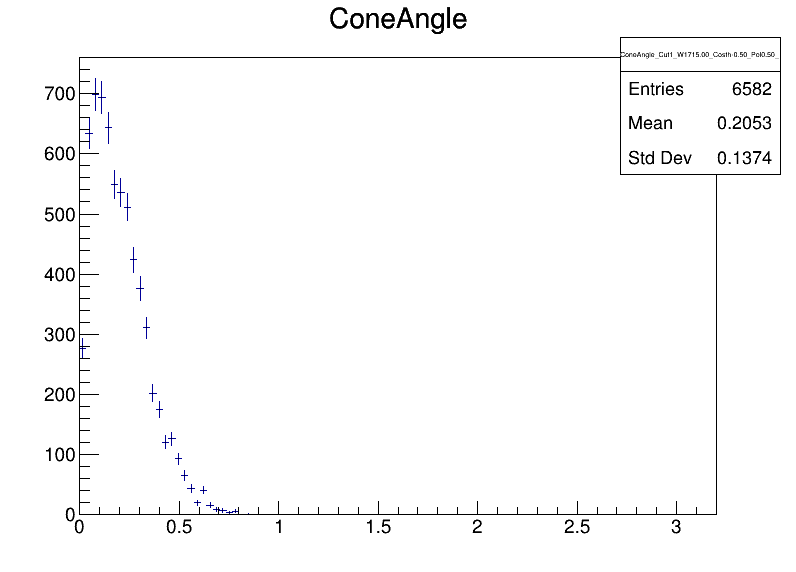 ConeAngle
ConeAngle_Cut1_W1715.00_Costh-0.50_Pol0.50_
Entries 6582
Mean 0.2053
Std Dev 0.1374
700
600
500
400
300
200
100
0
0 0.5 1 1.5 2 2.5 3